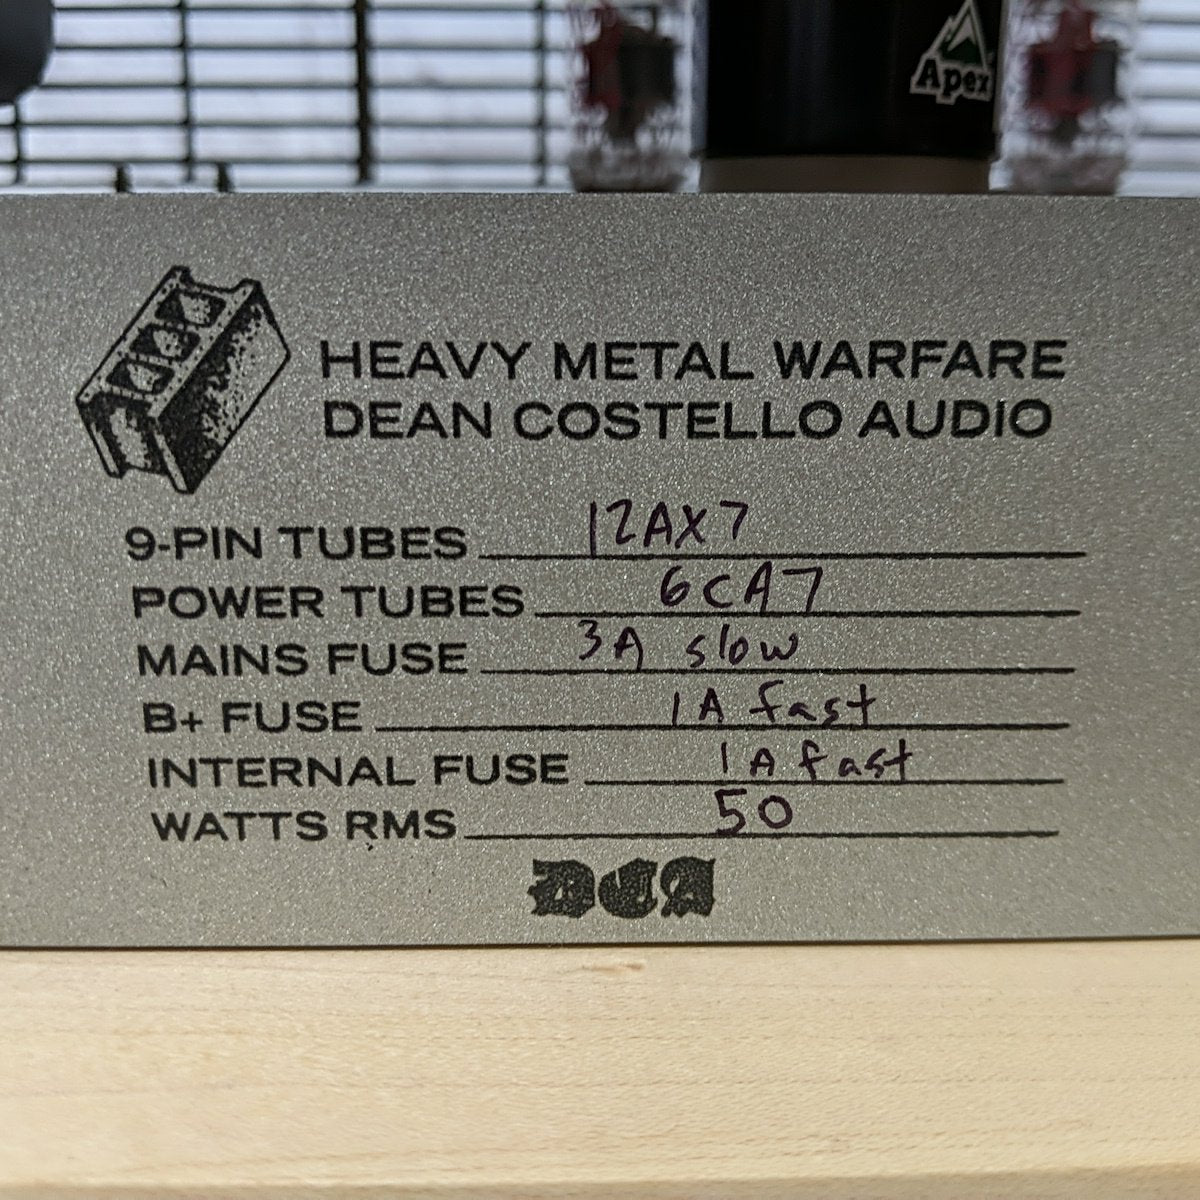 Apex
HEAVY METAL WARFARE
DEAN COSTELLO AUDIO
9-PIN TUBES 12AX7
POWER TUBES 6CA7
MAINS FUSE 3A slow
B+ FUSE 1A fast
INTERNAL FUSE 1A fast
WATTS RMS 50
DCA